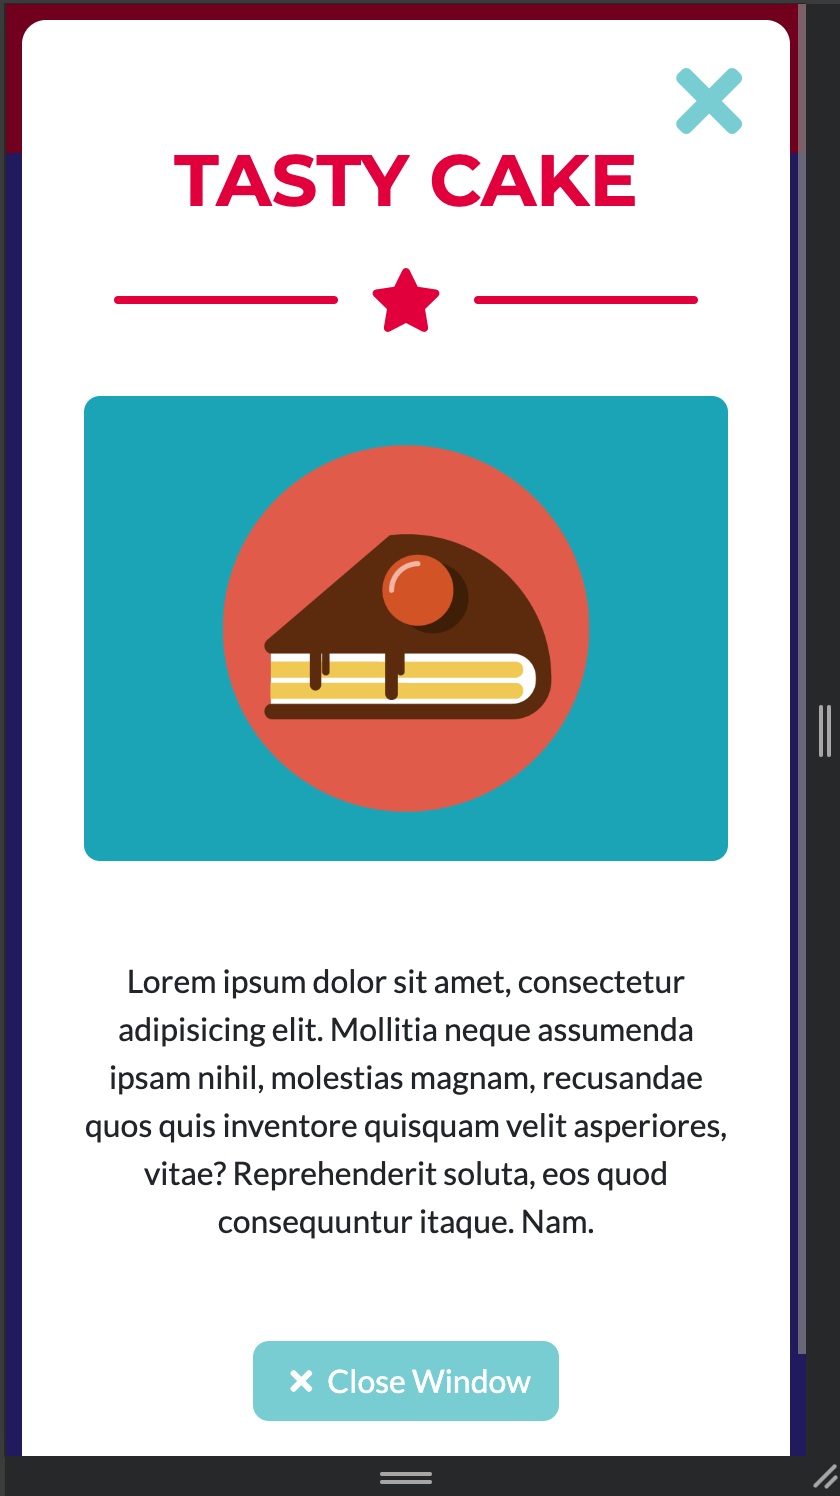 TASTY CAKE
Lorem ipsum dolor sit amet, consectetur
adipisicing elit. Mollitia neque assumenda
ipsam nihil, molestias magnam, recusandae
quos quis inventore quisquam velit asperiores,
vitae? Reprehenderit soluta, eos quod
consequuntur itaque. Nam.
Close Window